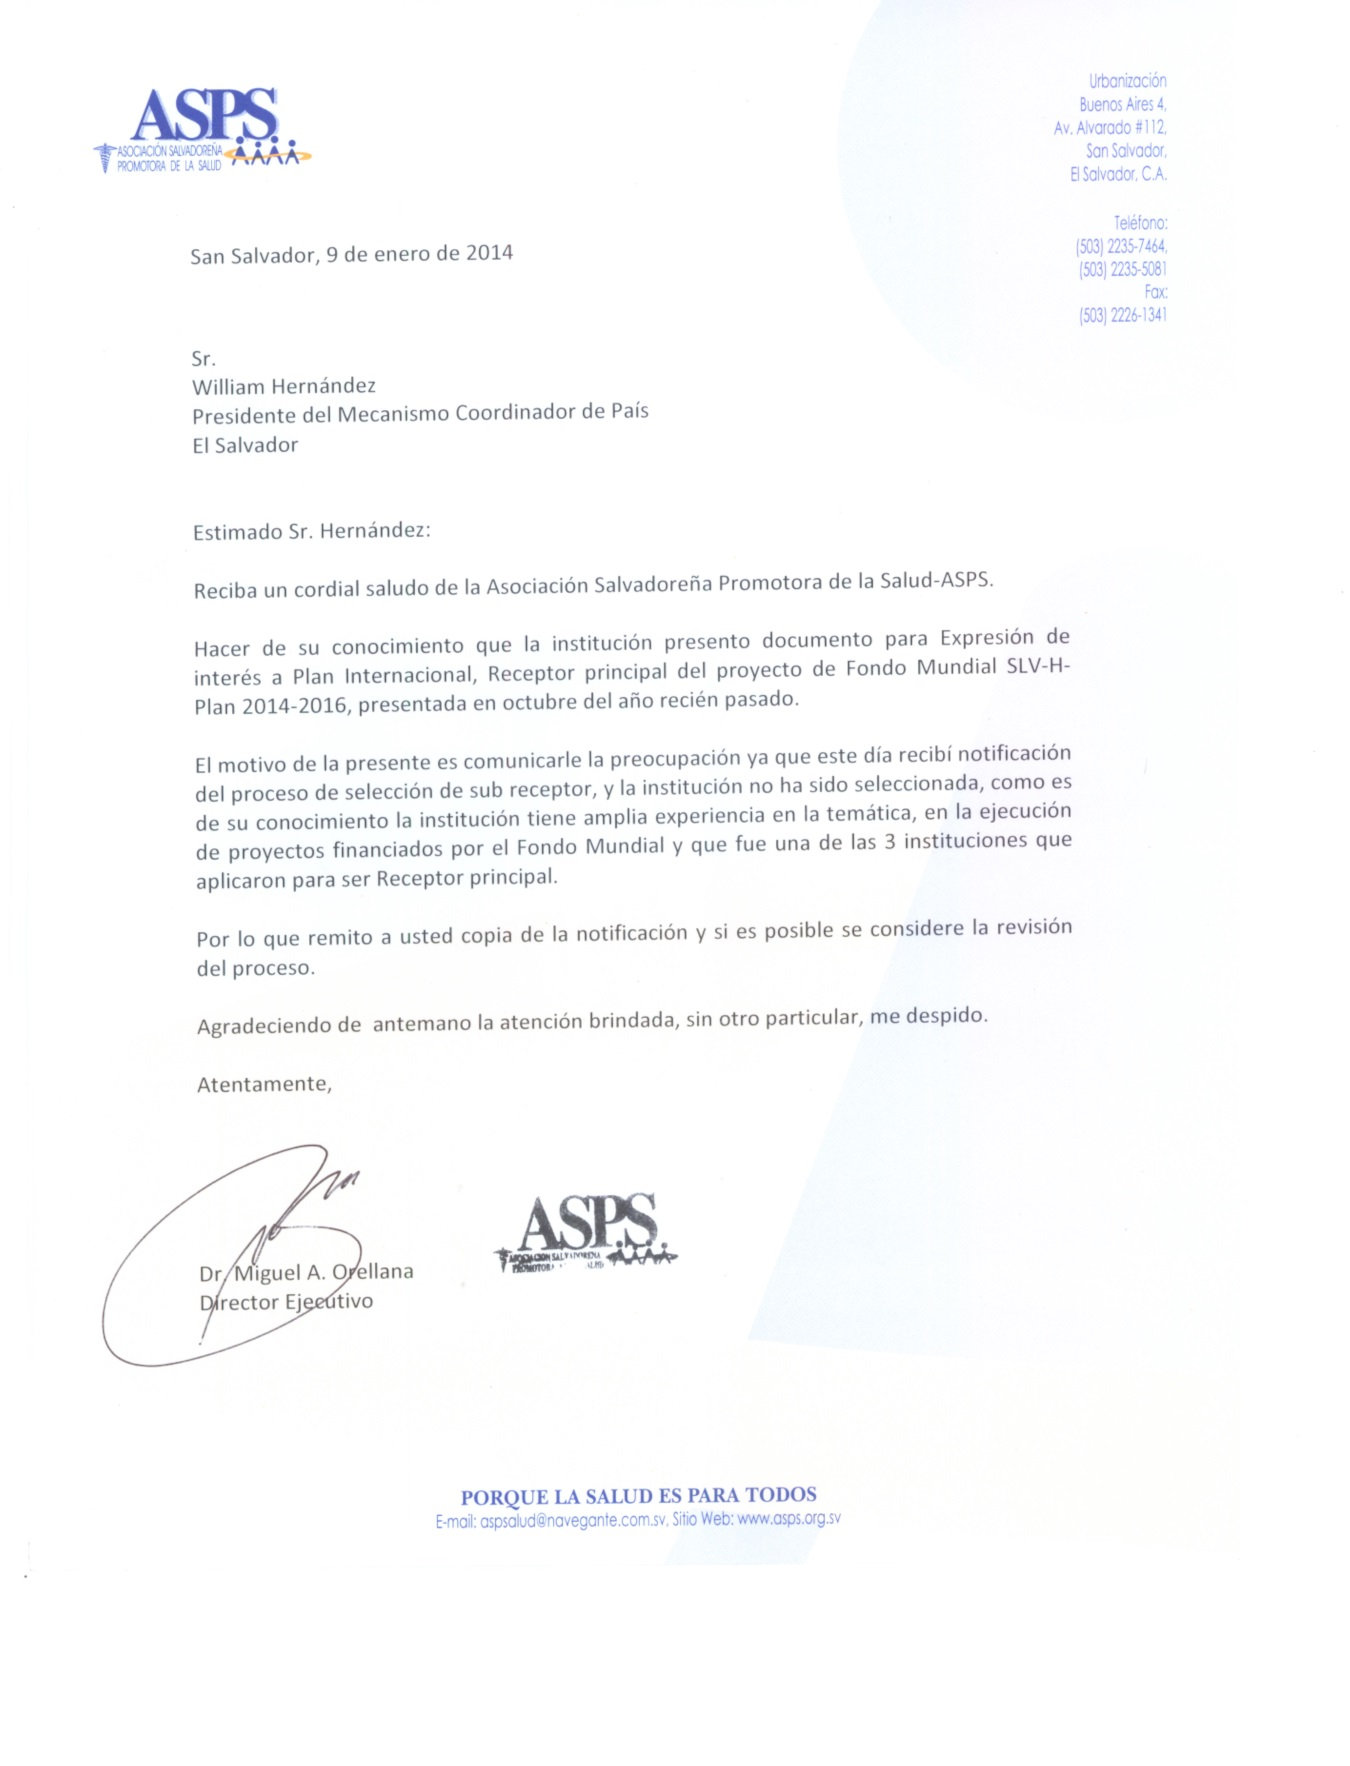 ASPS
ASOCIACIÓN SALVADOREÑA
PROMOTORA DE LA SALUD
Urbanización
Buenos Aires 4,
Av. Alvarado #112,
San Salvador,
El Salvador, C.A.
Teléfono:
(503) 2235-7464,
(503) 2235-5081
Fax:
(503) 2226-1341
San Salvador, 9 de enero de 2014
Sr.
William Hernández
Presidente del Mecanismo Coordinador de País
El Salvador
Estimado Sr. Hernández:
Reciba un cordial saludo de la Asociación Salvadoreña Promotora de la Salud-ASPS.
Hacer de su conocimiento que la institución presento documento para Expresión de
interés a Plan Internacional, Receptor principal del proyecto de Fondo Mundial SLV-H-
Plan 2014-2016, presentada en octubre del año recién pasado.
El motivo de la presente es comunicarle la preocupación ya que este día recibí notificación
del proceso de selección de sub receptor, y la institución no ha sido seleccionada, como es
de su conocimiento la institución tiene amplia experiencia en la temática, en la ejecución
de proyectos financiados por el Fondo Mundial y que fue una de las 3 instituciones que
aplicaron para ser Receptor principal.
Por lo que remito a usted copia de la notificación y si es posible se considere la revisión
del proceso.
Agradeciendo de antemano la atención brindada, sin otro particular, me despido.
Atentamente,
ASPS
ASOCIACION SALVADOREÑA
PROMOTORA
Dr. Miguel A. Orellana
Director Ejecutivo
PORQUE LA SALUD ES PARA TODOS
E-mail: aspsalud@navegante.com.sv, Sitio Web: www.asps.org.sv